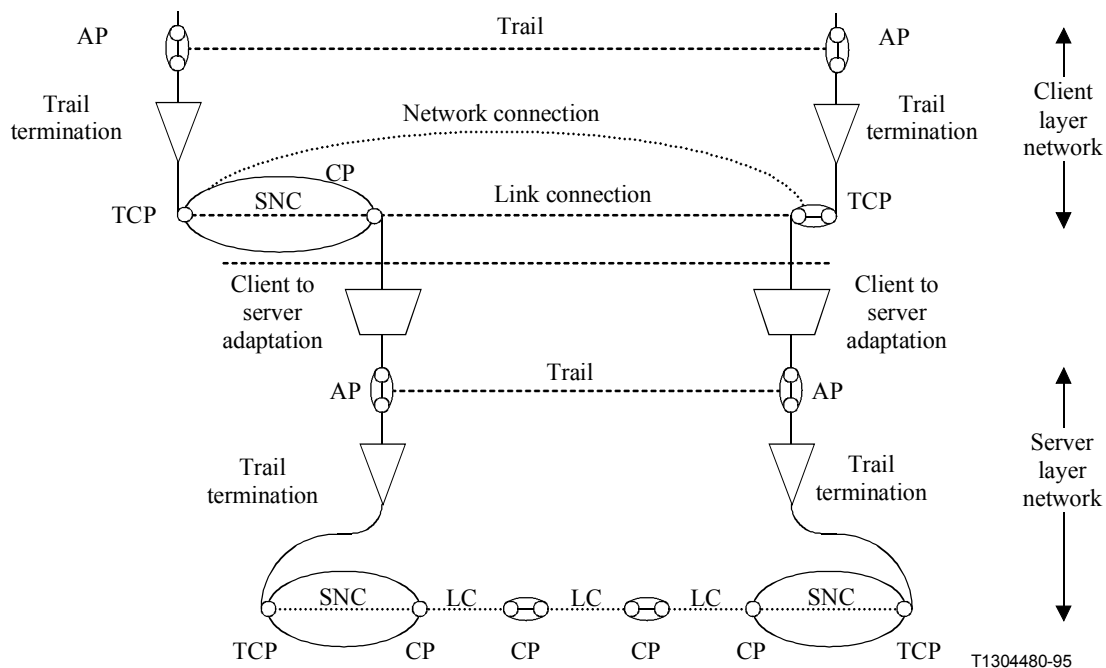 AP
Trail
AP
Trail
termination
Network connection
Trail
termination
Client
layer
network
TCP
SNC
CP
Link connection
TCP
Client to
server
adaptation
Client to
server
adaptation
AP
Trail
AP
Trail
termination
Trail
termination
Server
layer
network
SNC
LC
LC
LC
SNC
TCP
CP
CP
CP
CP
TCP
T1304480-95